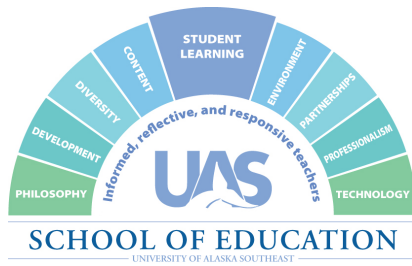 STUDENT
LEARNING
CONTENT
ENVIRONMENT
DIVERSITY
PARTNERSHIPS
DEVELOPMENT
PROFESSIONALISM
PHILOSOPHY
TECHNOLOGY
Informed, reflective, and responsive teachers
UAS
SCHOOL OF EDUCATION
UNIVERSITY OF ALASKA SOUTHEAST